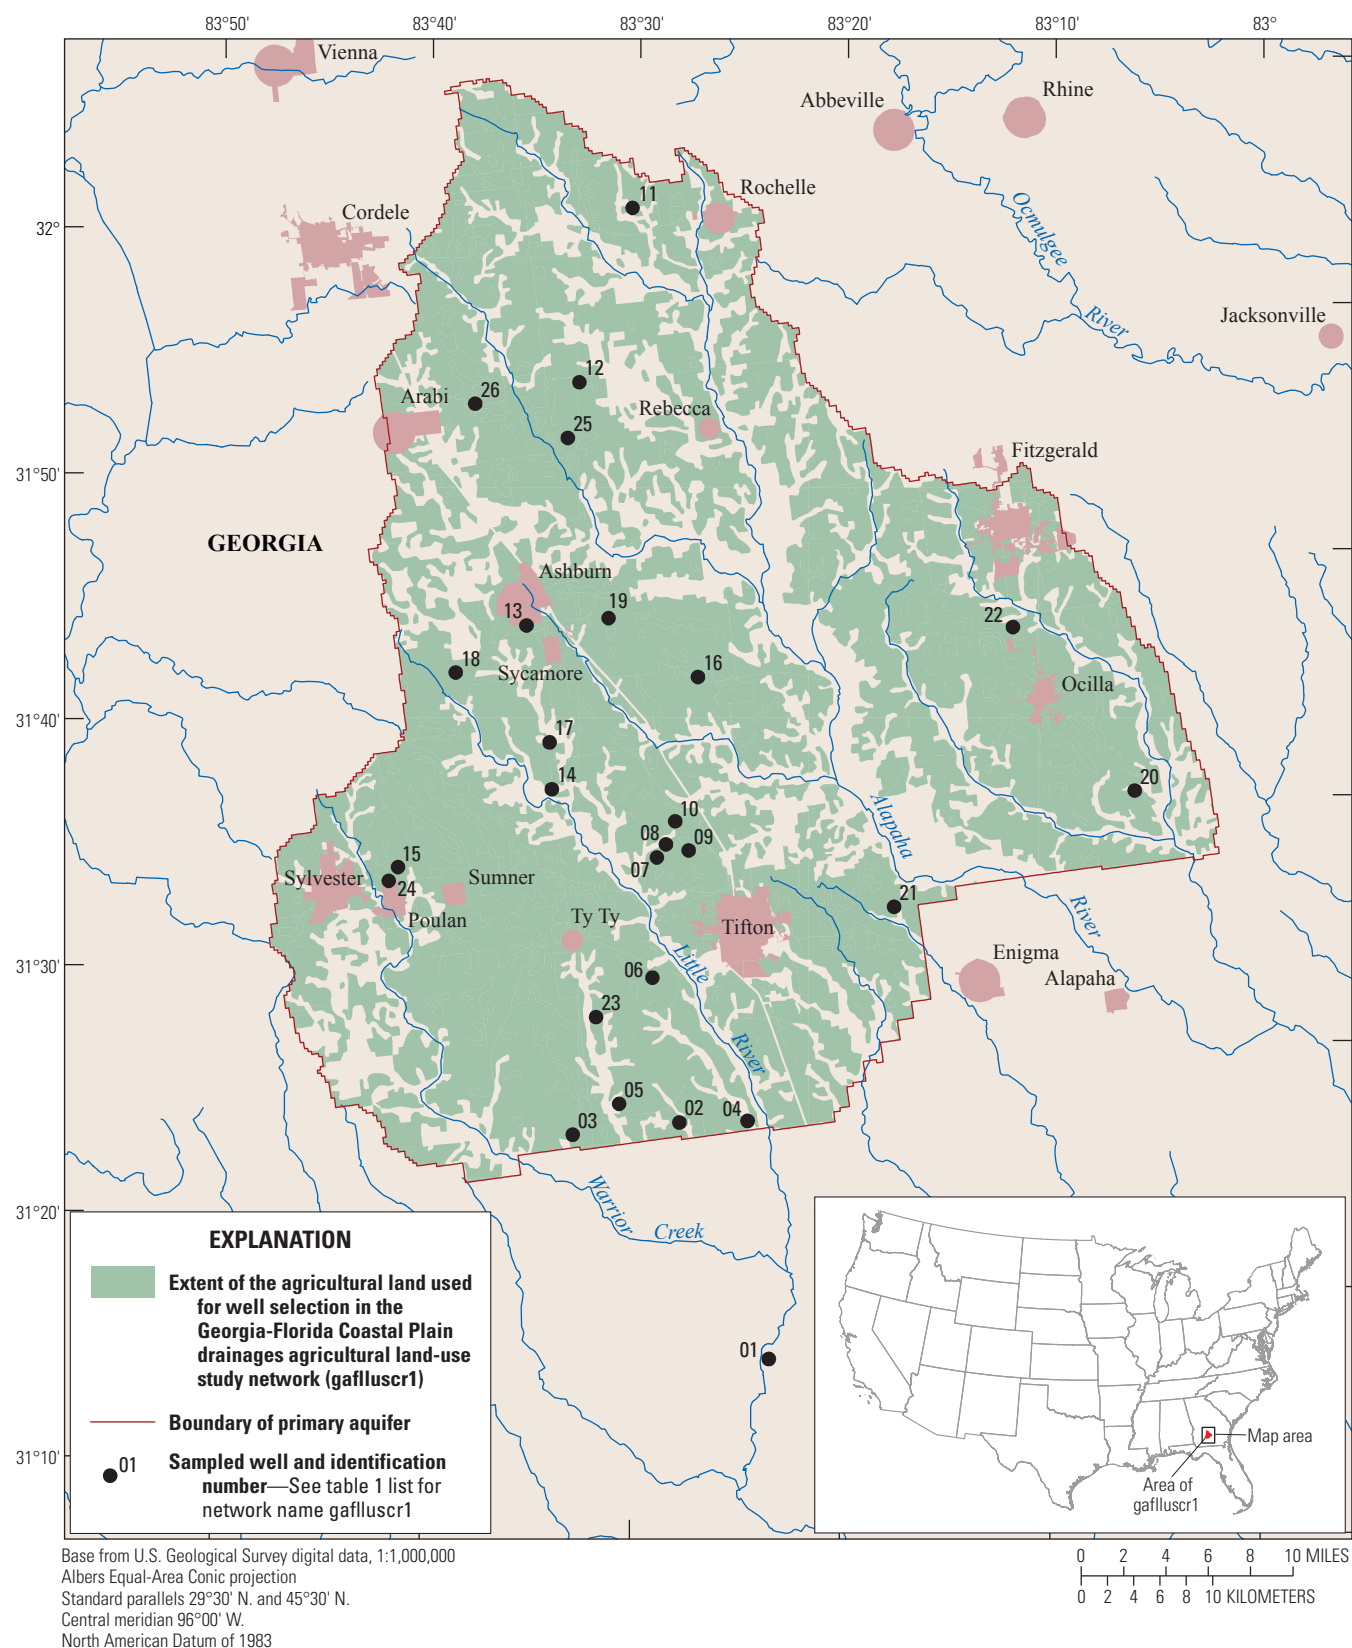 83°50'
83°40'
83°30'
83°20'
83°10'
83°
Vienna
Abbeville
Rhine
Rochelle
11
Cordele
32°
Ocmulgee
River
Jacksonville
12
26
Arabi
Rebecca
25
Fitzgerald
31°50'
GEORGIA
Ashburn
19
13
22
18
16
Sycamore
Ocilla
31°40'
17
14
20
10
Alapaha
08
09
07
15
Sylvester
24
Sumner
21
Poulan
Ty Ty
Tifton
River
Little
Enigma
31°30'
06
Alapaha
23
River
05
02
04
03
Warrior
Creek
31°20'
01
31°10'
EXPLANATION
Extent of the agricultural land used
for well selection in the
Georgia-Florida Coastal Plain
drainages agricultural land-use
study network (gaflluscr1)
Boundary of primary aquifer
01
Sampled well and identification
number—See table 1 list for
network name gaflluscr1
Map area
Area of
gaflluscr1
Base from U.S. Geological Survey digital data, 1:1,000,000
Albers Equal-Area Conic projection
Standard parallels 29°30' N. and 45°30' N.
Central meridian 96°00' W.
North American Datum of 1983
0 2 4 6 8 10 MILES
0 2 4 6 8 10 KILOMETERS